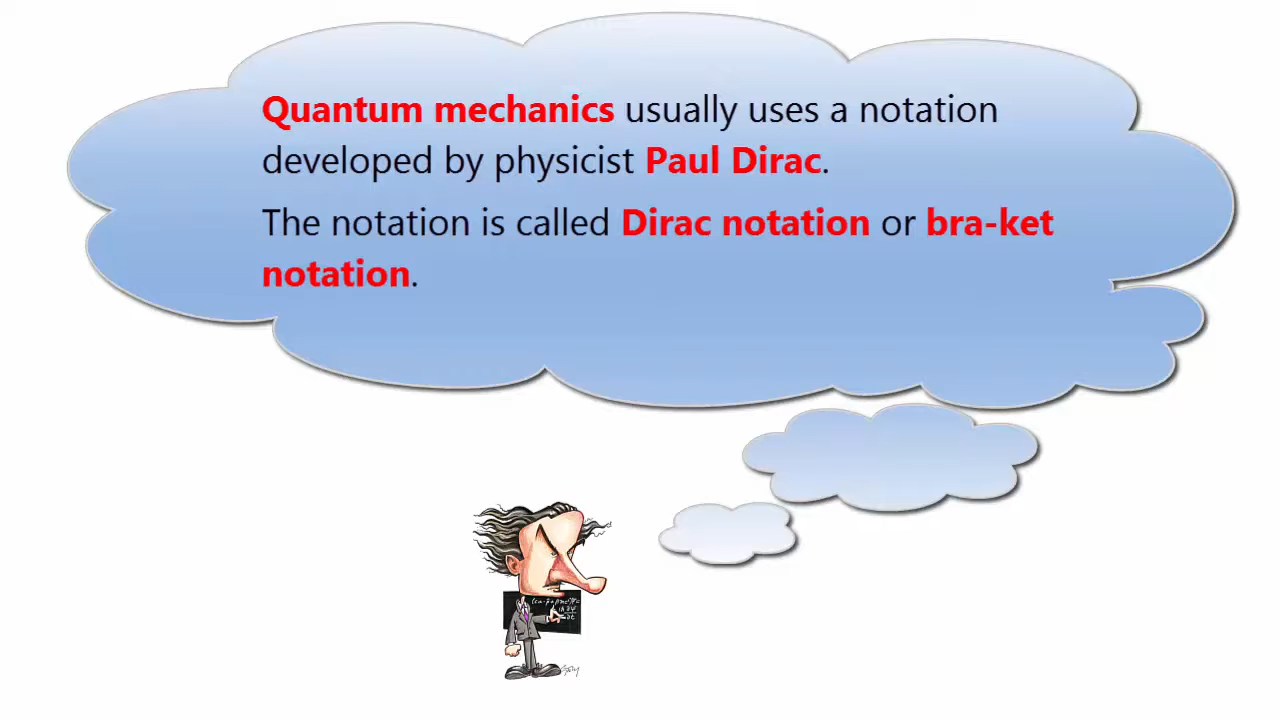 Quantum mechanics usually uses a notation
developed by physicist Paul Dirac.
The notation is called Dirac notation or bra-ket
notation.